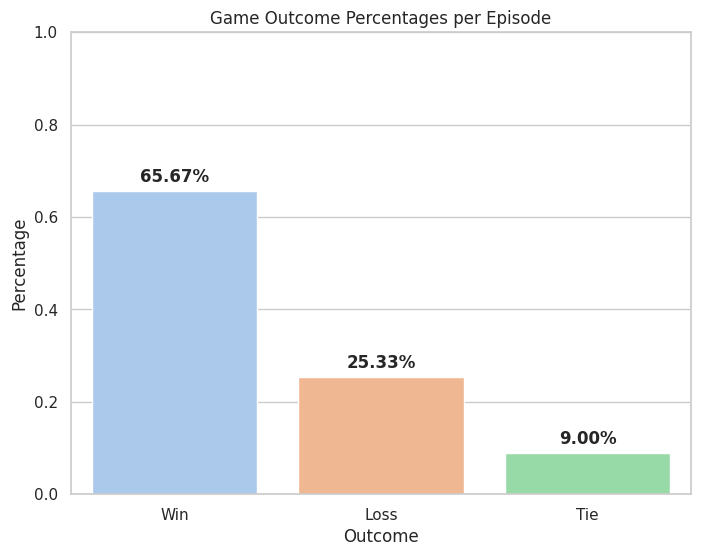 Game Outcome Percentages per Episode
1.0
0.8
0.6
0.4
0.2
0.0
Percentage
65.67%
25.33%
9.00%
Win
Loss
Tie
Outcome